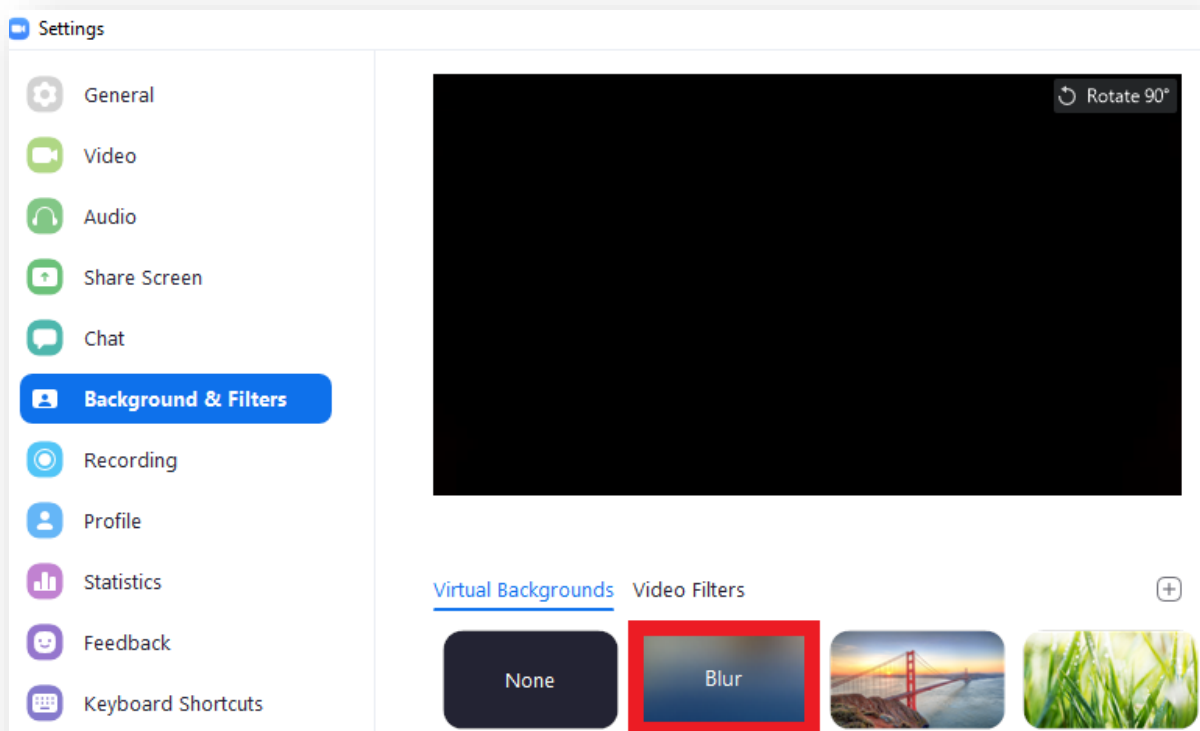 Settings
General
Video
Audio
Share Screen
Chat
Background & Filters
Recording
Profile
Statistics
Feedback
Keyboard Shortcuts
Rotate 90°
Virtual Backgrounds
Video Filters
None
Blur